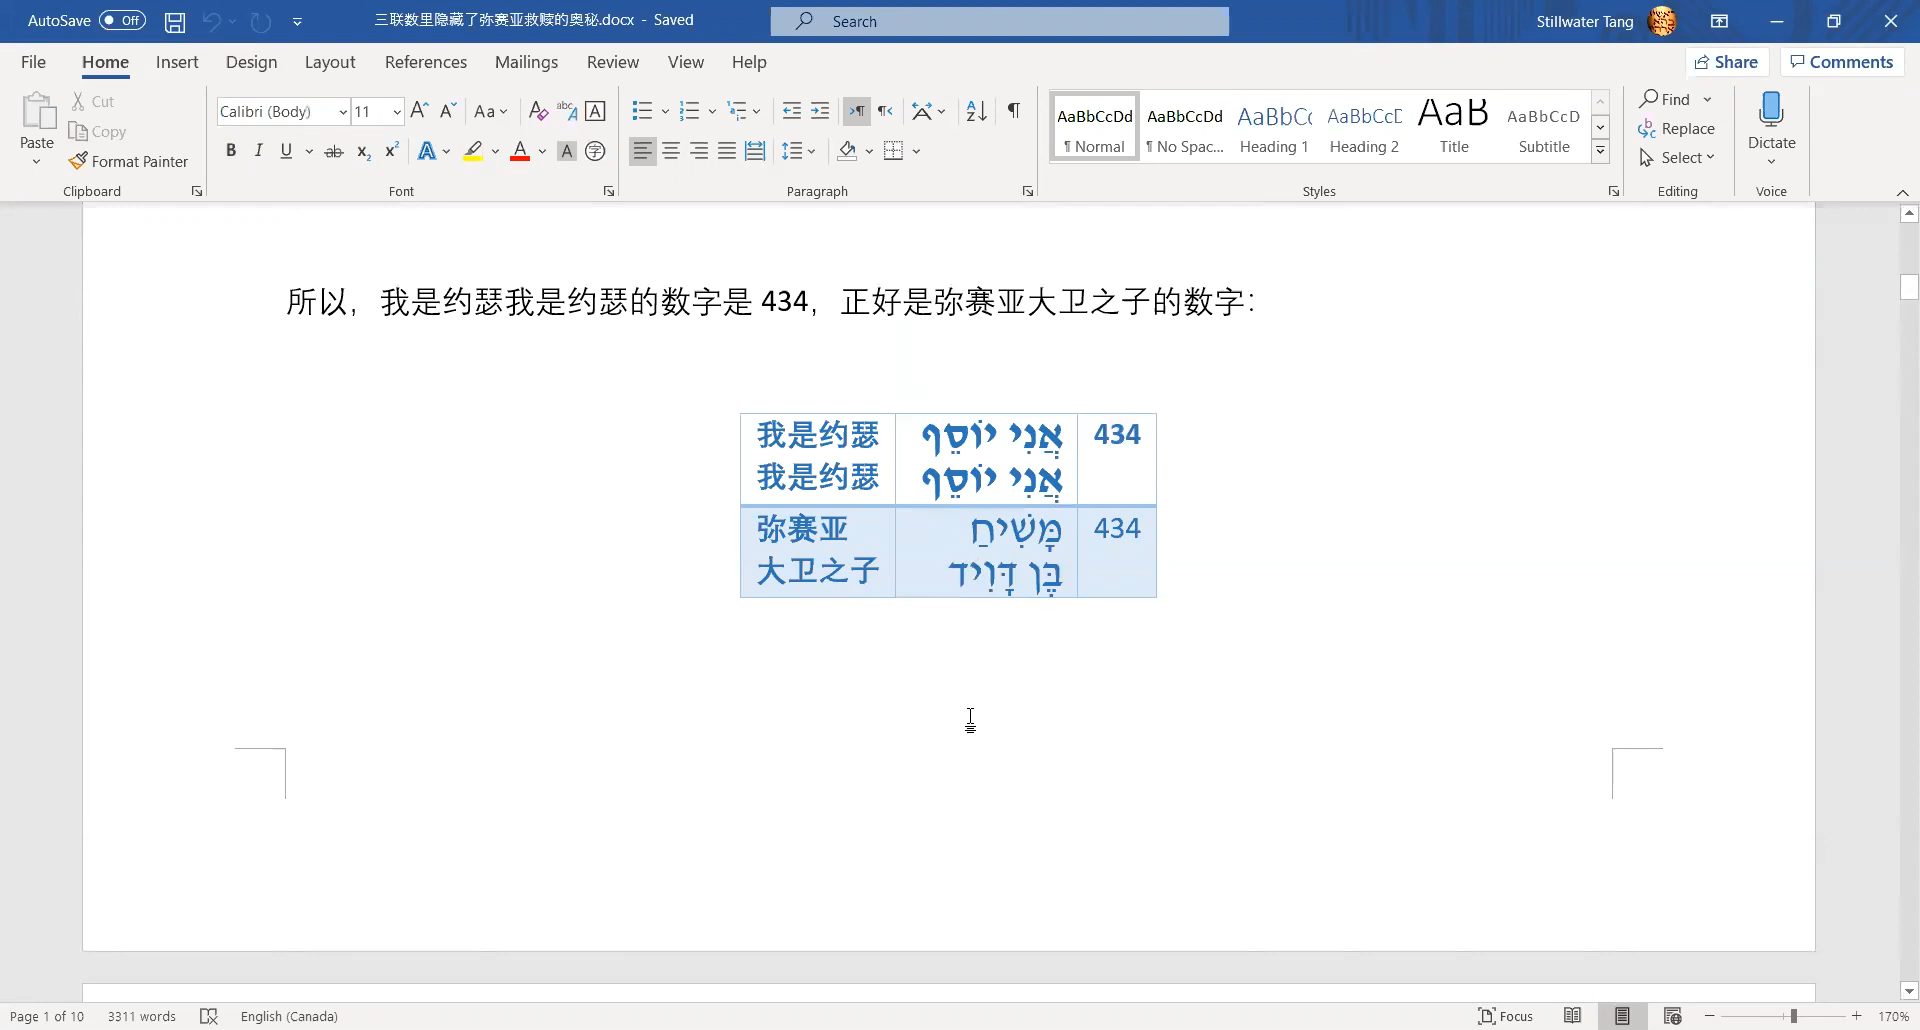 AutoSave Off 三联数里隐藏了弥赛亚救赎的奥秘.docx - Saved Search Stillwater Tang
File Home Insert Design Layout References Mailings Review View Help Share Comments
Paste Cut Copy Format Painter
Calibri (Body) 11 Aa
AaBbCcDd AaBbCcDd AaBbCc AaBbCcD AaB AaBbCcD
¶ Normal ¶ No Spac... Heading 1 Heading 2 Title Subtitle
Find Replace Select
Dictate
Clipboard Font Paragraph Styles Editing Voice
所以，我是约瑟我是约瑟的数字是 434，正好是弥赛亚大卫之子的数字：
我是约瑟 אֲנִי יוֹסֵף 434
我是约瑟 אֲנִי יוֹסֵף
弥赛亚 מָּשִׁיחַ 434
大卫之子 בֶּן דָּוִיד
Page 1 of 10 3311 words English (Canada) Focus 170%